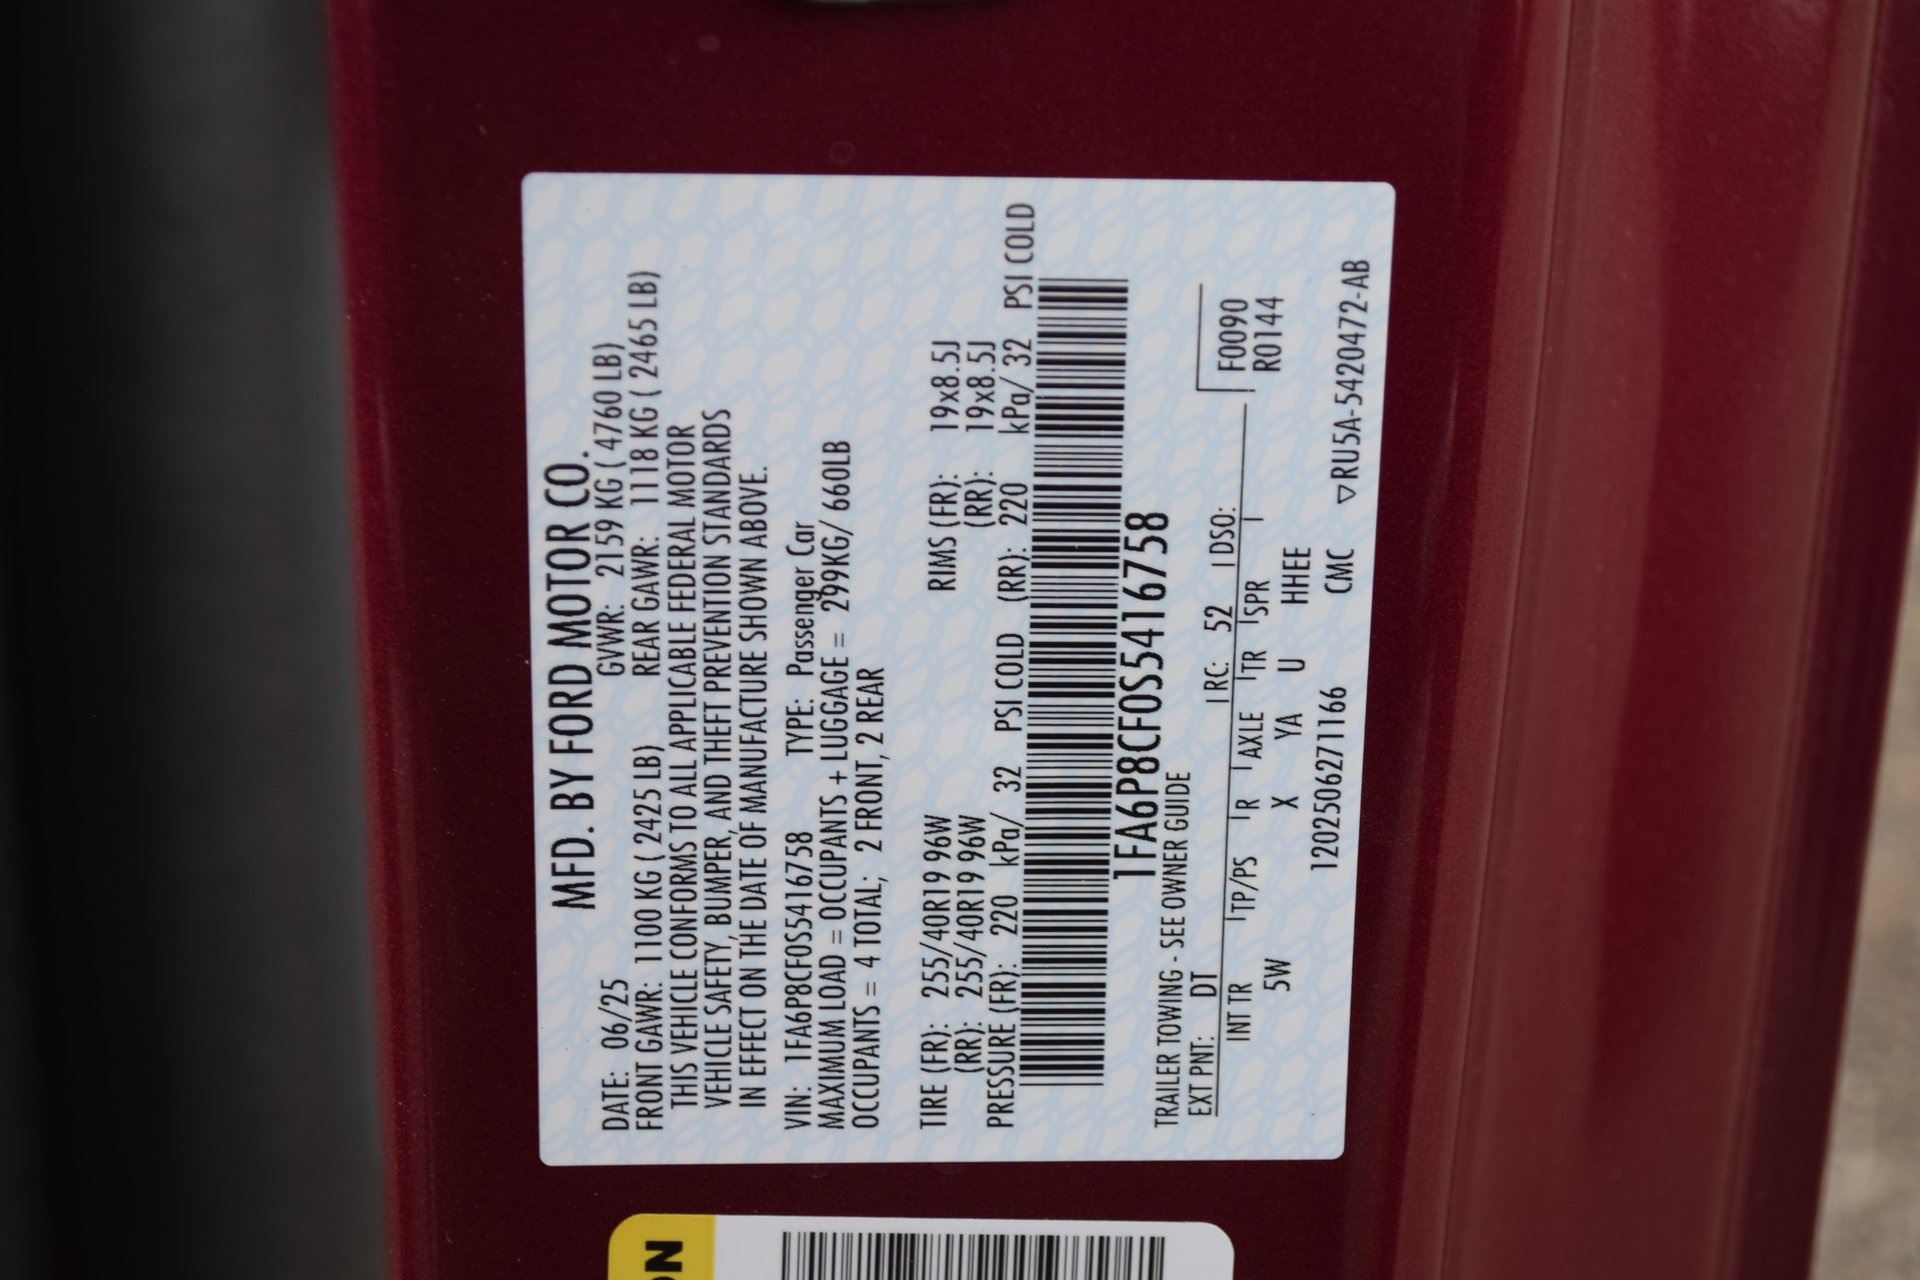 MFD. BY FORD MOTOR CO.
DATE: 06/25 GVWR: 2159 KG ( 4760 LB)
FRONT GAWR: 1100 KG ( 2425 LB) REAR GAWR: 1118 KG ( 2465 LB)
THIS VEHICLE CONFORMS TO ALL APPLICABLE FEDERAL MOTOR
VEHICLE SAFETY, BUMPER, AND THEFT PREVENTION STANDARDS
IN EFFECT ON THE DATE OF MANUFACTURE SHOWN ABOVE.
VIN: 1FA6P8CF0S5416758 TYPE: Passenger Car
MAXIMUM LOAD = OCCUPANTS + LUGGAGE = 299KG/ 660LB
OCCUPANTS = 4 TOTAL; 2 FRONT, 2 REAR
TIRE (FR): 255/40R19 96W RIMS (FR): 19x8.5J
(RR): 255/40R19 96W (RR): 19x8.5J
PRESSURE (FR): 220 kPa/ 32 PSI COLD (RR): 220 kPa/ 32 PSI COLD
1FA6P8CF0S5416758
TRAILER TOWING - SEE OWNER GUIDE
EXT PNT: DT RC: 52 DSO: F0090
INT TR TP/PS R AXLE TR SPR R0144
5W X YA U HHEE
1202506271166 CMC ▽RU5A-5420472-AB